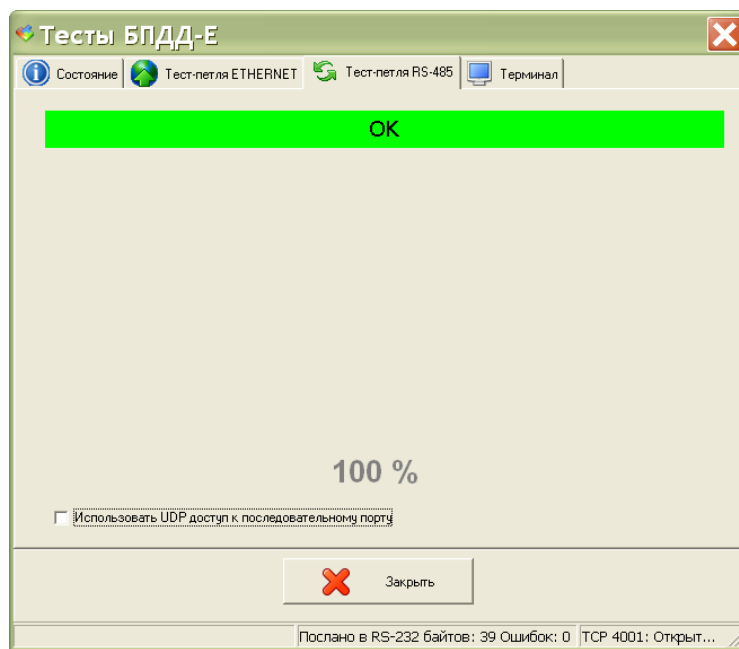 Тесты БПДД-Е
Состояние Тест-петля ETHERNET Тест-петля RS-485 Терминал
OK
100 %
Использовать UDP доступ к последовательному порту
Закрыть
Послано в RS-232 байтов: 39 Ошибок: 0 TCP 4001: Открыт...